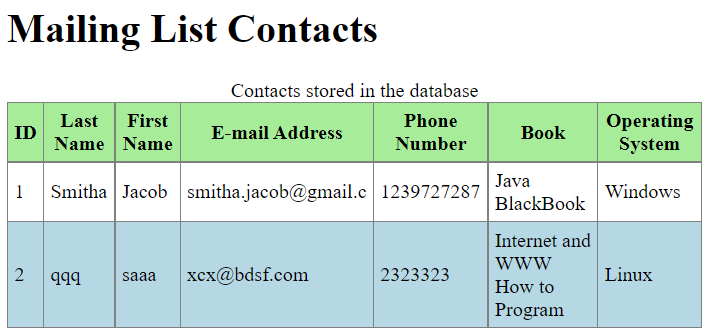 Mailing List Contacts
Contacts stored in the database
ID Last Name First Name E-mail Address Phone Number Book Operating System
1 Smitha Jacob smitha.jacob@gmail.c 1239727287 Java BlackBook Windows
2 qqq saaa xcx@bdsf.com 2323323 Internet and WWW How to Program Linux